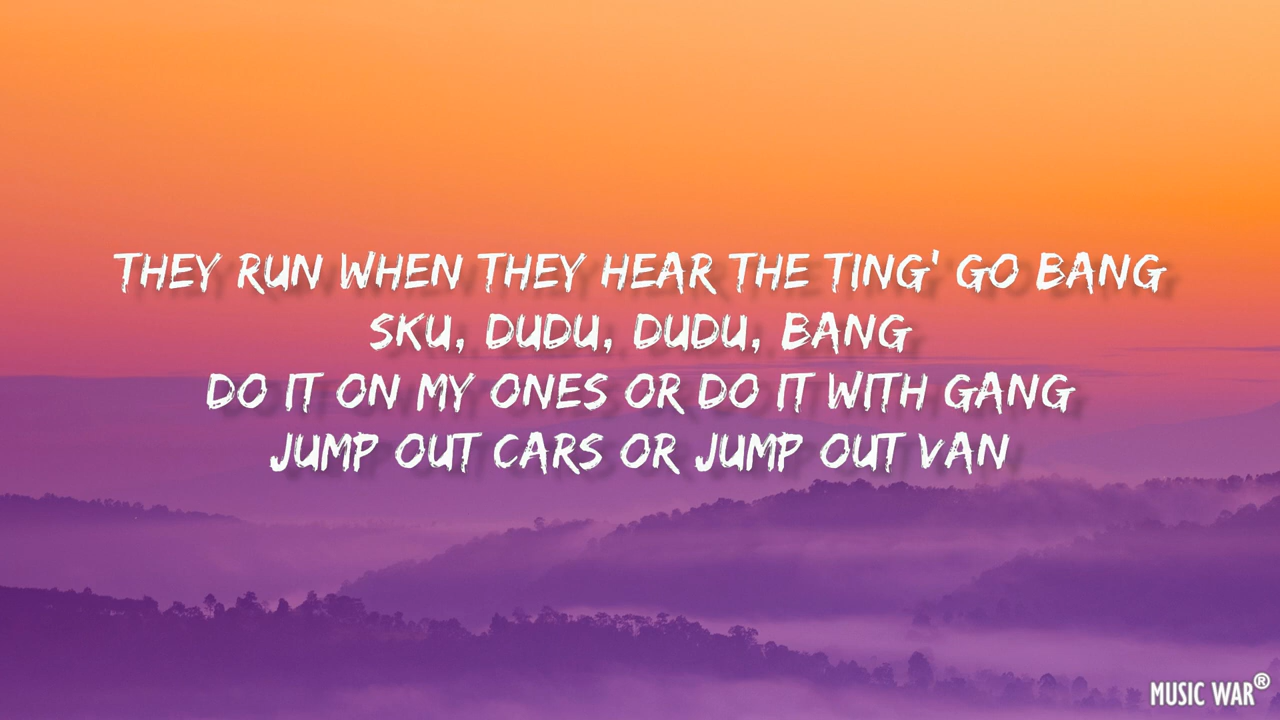 THEY RUN WHEN THEY HEAR THE TING' GO BANG
SKU, DUDU, DUDU, BANG
DO IT ON MY ONES OR DO IT WITH GANG
JUMP OUT CARS OR JUMP OUT VAN
MUSIC WAR®